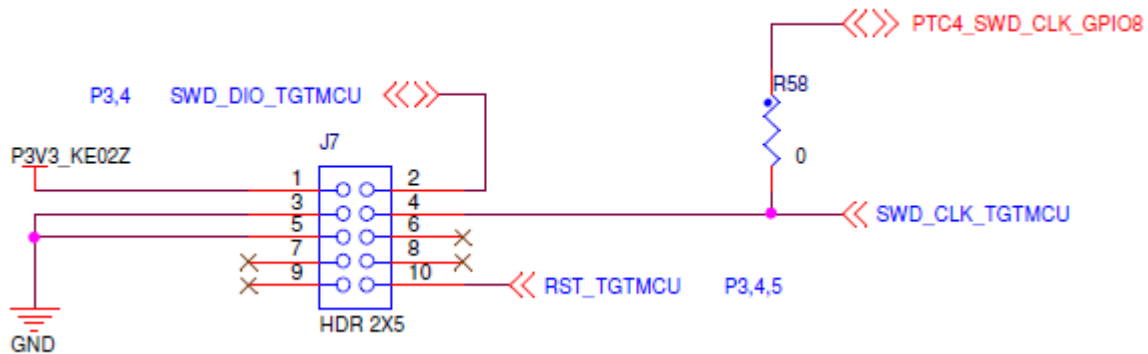 PTC4_SWD_CLK_GPIO8
R58
0
P3,4 SWD_DIO_TGTMCU
J7
P3V3_KE02Z
1 2
3 4
5 6
7 8
9 10
SWD_CLK_TGTMCU
RST_TGTMCU P3,4,5
HDR 2X5
GND